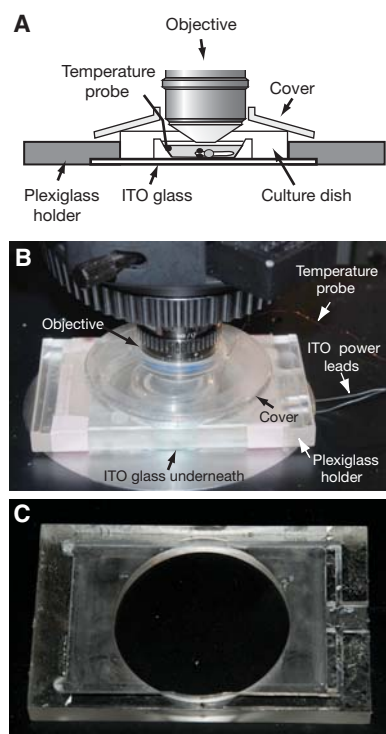 A
Objective
Temperature
probe
Cover
Plexiglass
holder
ITO glass
Culture dish
B
Temperature
probe
Objective
ITO power
leads
Cover
ITO glass underneath
Plexiglass
holder
C